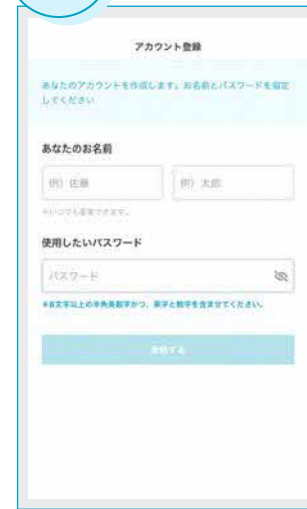 アカウント登録
あなたのアカウントを作成します。お名前とパスワードを指定
してください
あなたのお名前
例）佐藤
例）太郎
※いつでも変更できます。
使用したいパスワード
パスワード
※8文字以上の半角英数字かつ、英字と数字を含ませてください。
登録する